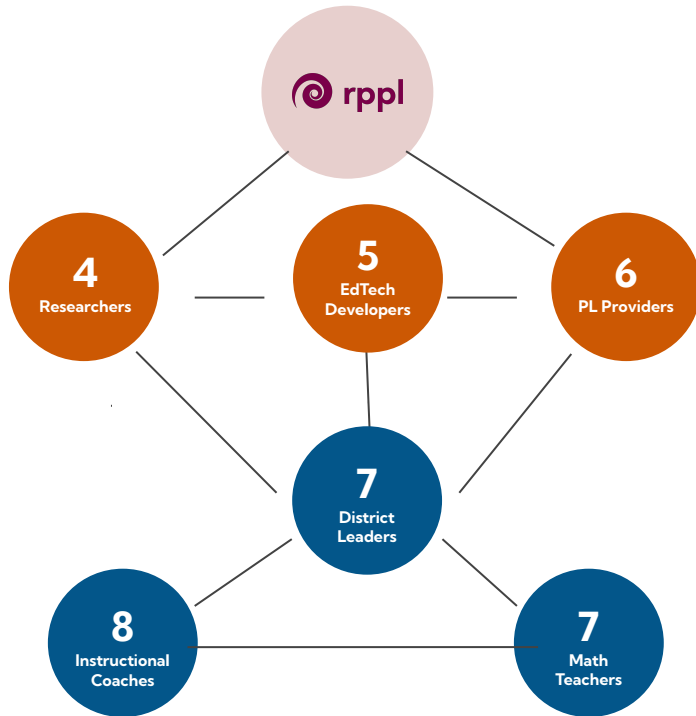 rppl
4
Researchers
5
EdTech
Developers
6
PL Providers
7
District
Leaders
8
Instructional
Coaches
7
Math
Teachers